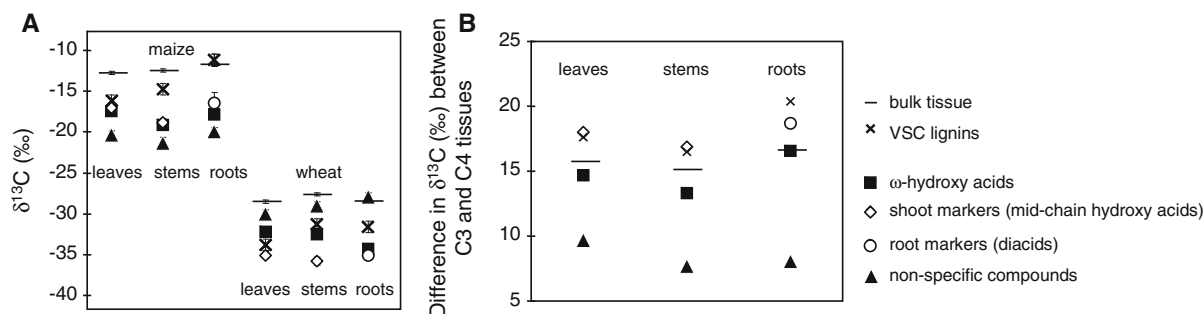 A
δ13C (‰)
-10
-15
-20
-25
-30
-35
-40
maize
leaves stems roots
wheat
leaves stems roots
B
Difference in δ13C (‰) between
C3 and C4 tissues
25
20
15
10
5
leaves stems roots
bulk tissue
VSC lignins
ω-hydroxy acids
shoot markers (mid-chain hydroxy acids)
root markers (diacids)
non-specific compounds